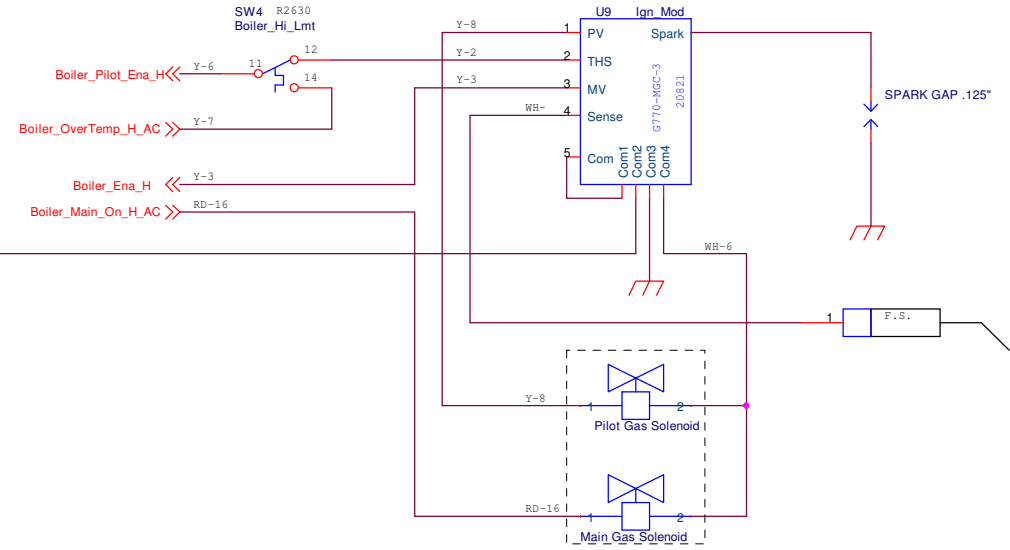 SW4 R2630
Boiler_Hi_Lmt
U9 Ign_Mod
Y-8
1
PV
Spark
12
Y-2
2
THS
Boiler_Pilot_Ena_H
Y-6
11
14
Y-3
3
MV
G770-MGC-3
20821
SPARK GAP .125"
WH-
4
Sense
Boiler_OverTemp_H_AC
Y-7
5
Com
Com1
Com2
Com3
Com4
Boiler_Ena_H
Y-3
Boiler_Main_On_H_AC
RD-16
WH-6
1
F.S.
Y-8
1
2
Pilot Gas Solenoid
RD-16
1
2
Main Gas Solenoid